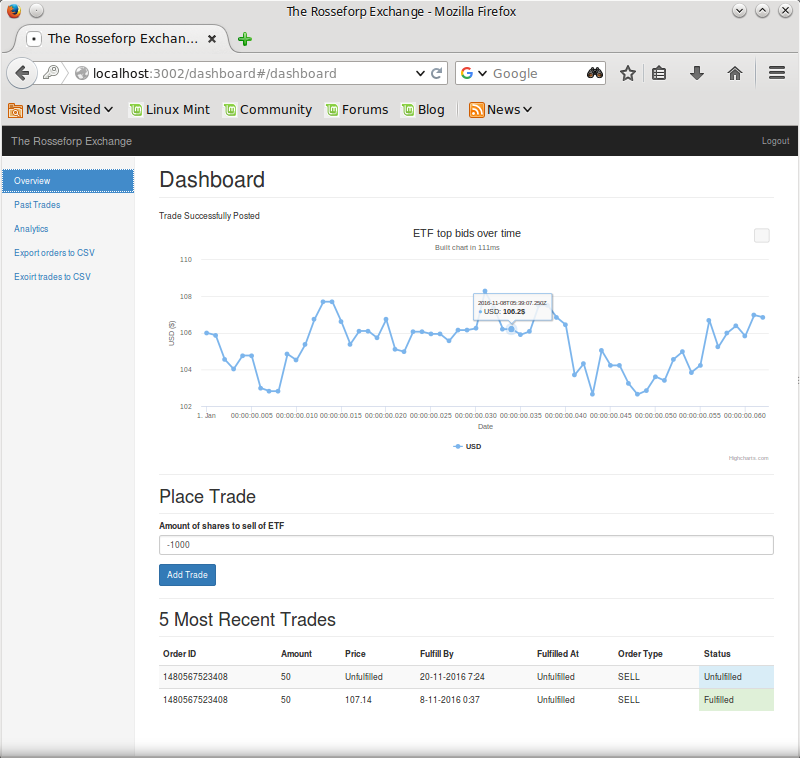 The Rosseforp Exchange - Mozilla Firefox
The Rosseforp Exchan...
localhost:3002/dashboard#/dashboard
Google
Most Visited
Linux Mint
Community
Forums
Blog
News
The Rosseforp Exchange
Logout
Overview
Past Trades
Analytics
Export orders to CSV
Exoirt trades to CSV
Dashboard
Trade Successfully Posted
ETF top bids over time
Built chart in 111ms
110
108
106
104
102
USD ($)
2016-11-08T05:39:07.250Z
USD: 106.2$
1. Jan 00:00:00.005 00:00:00.010 00:00:00.015 00:00:00.020 00:00:00.025 00:00:00.030 00:00:00.035 00:00:00.040 00:00:00.045 00:00:00.050 00:00:00.055 00:00:00.060
Date
USD
Highcharts.com
Place Trade
Amount of shares to sell of ETF
-1000
Add Trade
5 Most Recent Trades
Order ID Amount Price Fulfill By Fulfilled At Order Type Status
1480567523408 50 Unfulfilled 20-11-2016 7:24 Unfulfilled SELL Unfulfilled
1480567523408 50 107.14 8-11-2016 0:37 Unfulfilled SELL Fulfilled